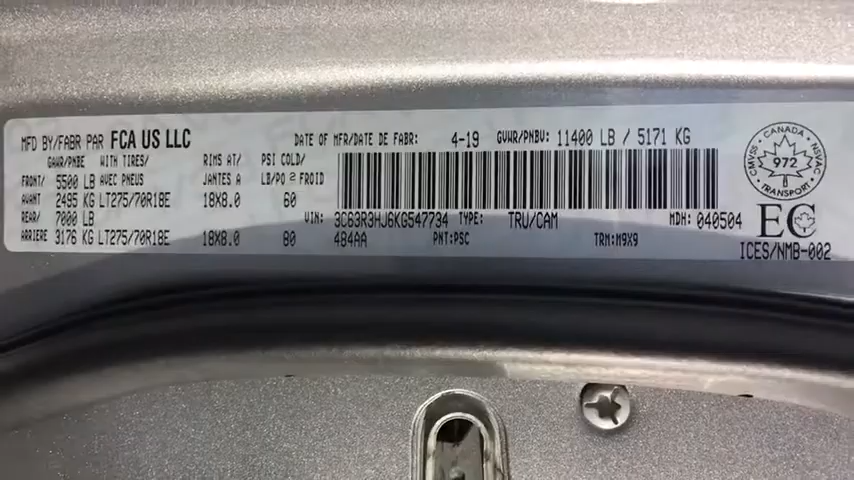 MFD BY/FABR PAR FCA US LLC DATE OF MFR/DATE DE FABR: 4-19 GVWR/PNBV: 11400 LB / 5171 KG
GAWR/PNBE WITH TIRES/ RIMS AT/ PSI COLD/
FRONT/ 5500 LB AVEC PNEUS JANTES A LB/PO² FROID
AVANT 2495 KG LT275/70R18E 18X8.0 60
REAR/ 7000 LB
ARRIERE 3176 KG LT275/70R18E 18X8.0 80
VIN: 3C63R3HJ6KG547734 TYPE: TRU/CAM MDH: 040504
484AA PNT:PSC TRM:M9X9
CANADA
CMVSS NSVAC
972
TRANSPORT
EC
ICES/NMB-002